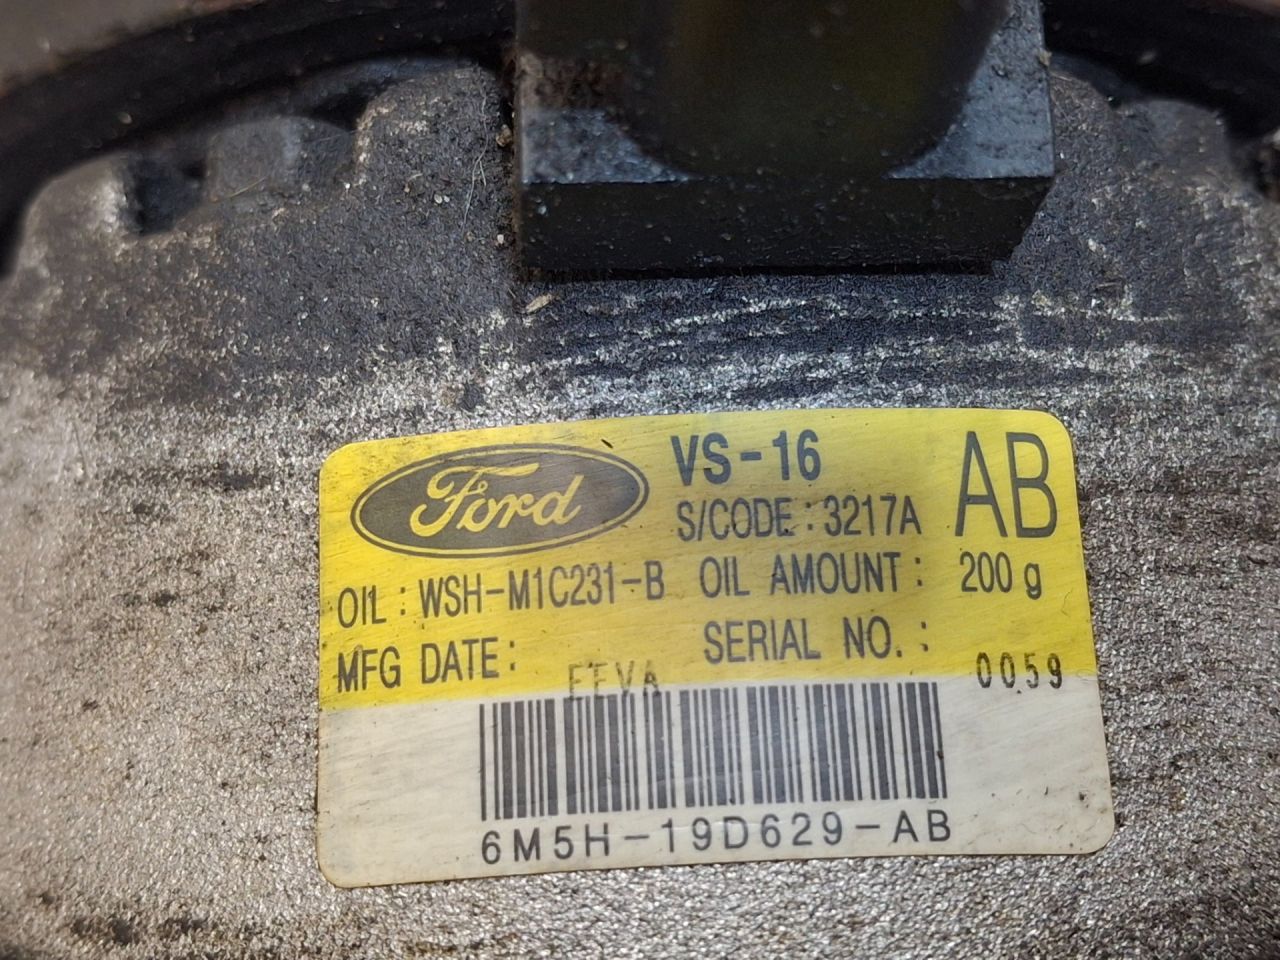 Ford
VS-16
AB
S/CODE : 3217A
OIL : WSH-M1C231-B OIL AMOUNT : 200 g
MFG DATE : SERIAL NO. :
0059
6M5H-19D629-AB